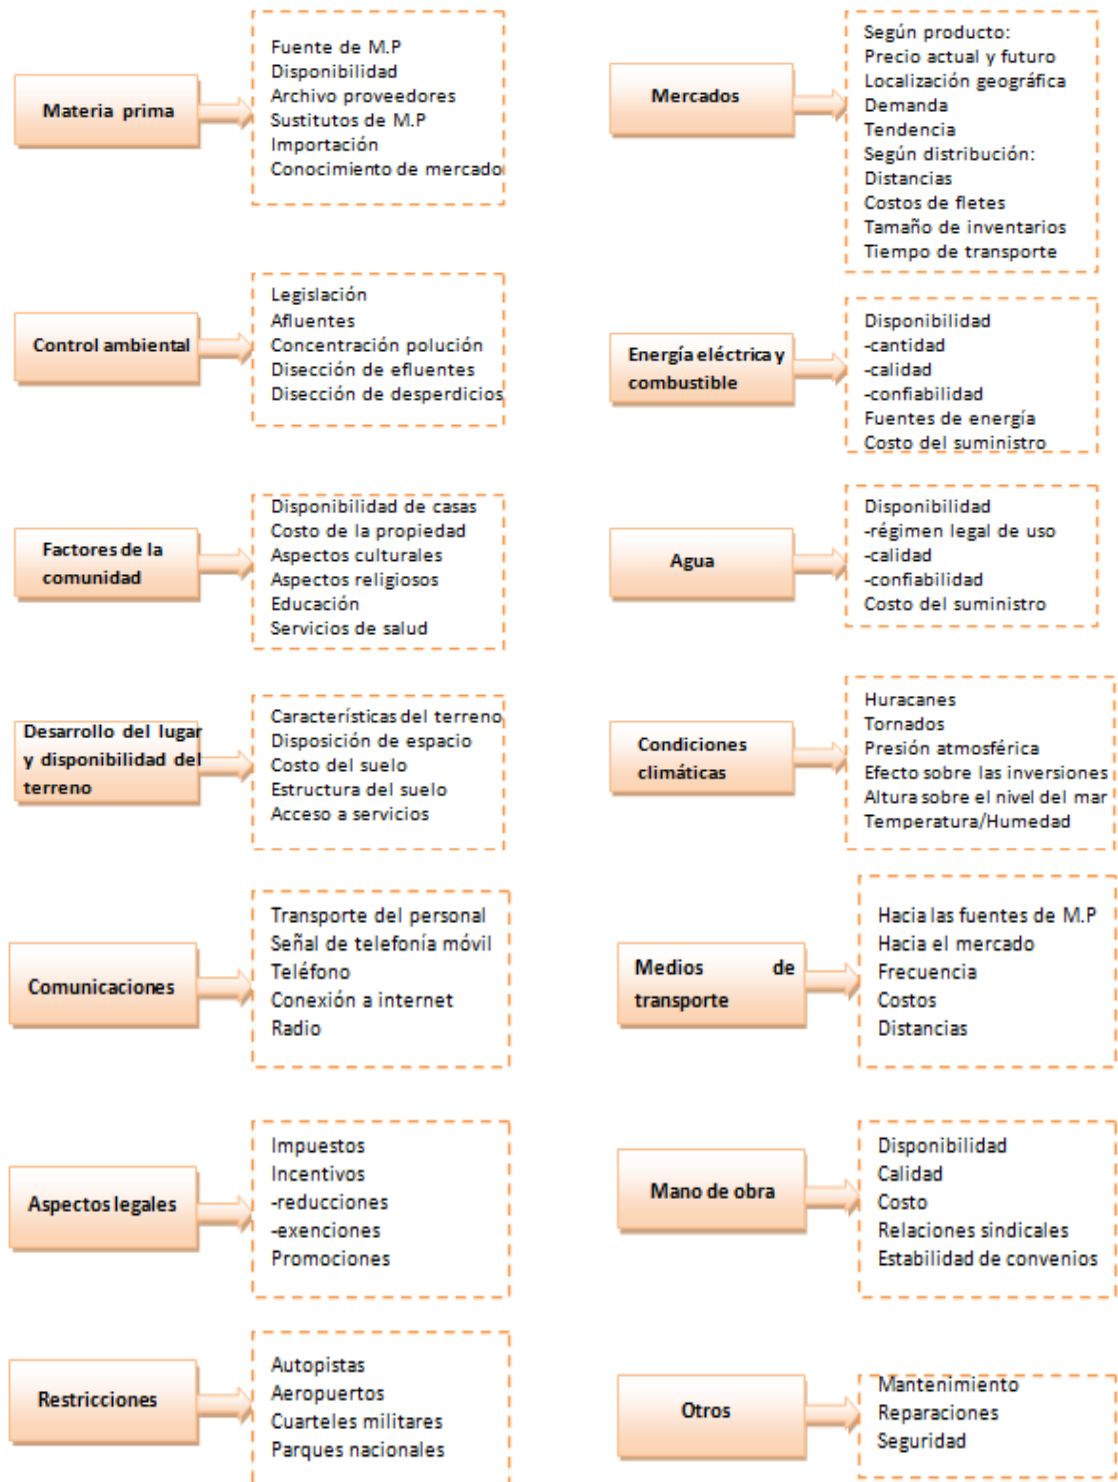 Materia prima
Fuente de M.P
Disponibilidad
Archivo proveedores
Sustitutos de M.P
Importación
Conocimiento de mercado
Mercados
Según producto:
Precio actual y futuro
Localización geográfica
Demanda
Tendencia
Según distribución:
Distancias
Costos de fletes
Tamaño de inventarios
Tiempo de transporte
Control ambiental
Legislación
Afluentes
Concentración polución
Disección de efluentes
Disección de desperdicios
Energía eléctrica y
combustible
Disponibilidad
-cantidad
-calidad
-confiabilidad
Fuentes de energía
Costo del suministro
Factores de la
comunidad
Disponibilidad de casas
Costo de la propiedad
Aspectos culturales
Aspectos religiosos
Educación
Servicios de salud
Agua
Disponibilidad
-régimen legal de uso
-calidad
-confiabilidad
Costo del suministro
Desarrollo del lugar
y disponibilidad del
terreno
Características del terreno
Disposición de espacio
Costo del suelo
Estructura del suelo
Acceso a servicios
Condiciones
climáticas
Huracanes
Tornados
Presión atmosférica
Efecto sobre las inversiones
Altura sobre el nivel del mar
Temperatura/Humedad
Comunicaciones
Transporte del personal
Señal de telefonía móvil
Teléfono
Conexión a internet
Radio
Medios de
transporte
Hacia las fuentes de M.P
Hacia el mercado
Frecuencia
Costos
Distancias
Aspectos legales
Impuestos
Incentivos
-reducciones
-exenciones
Promociones
Mano de obra
Disponibilidad
Calidad
Costo
Relaciones sindicales
Estabilidad de convenios
Restricciones
Autopistas
Aeropuertos
Cuarteles militares
Parques nacionales
Otros
Mantenimiento
Reparaciones
Seguridad